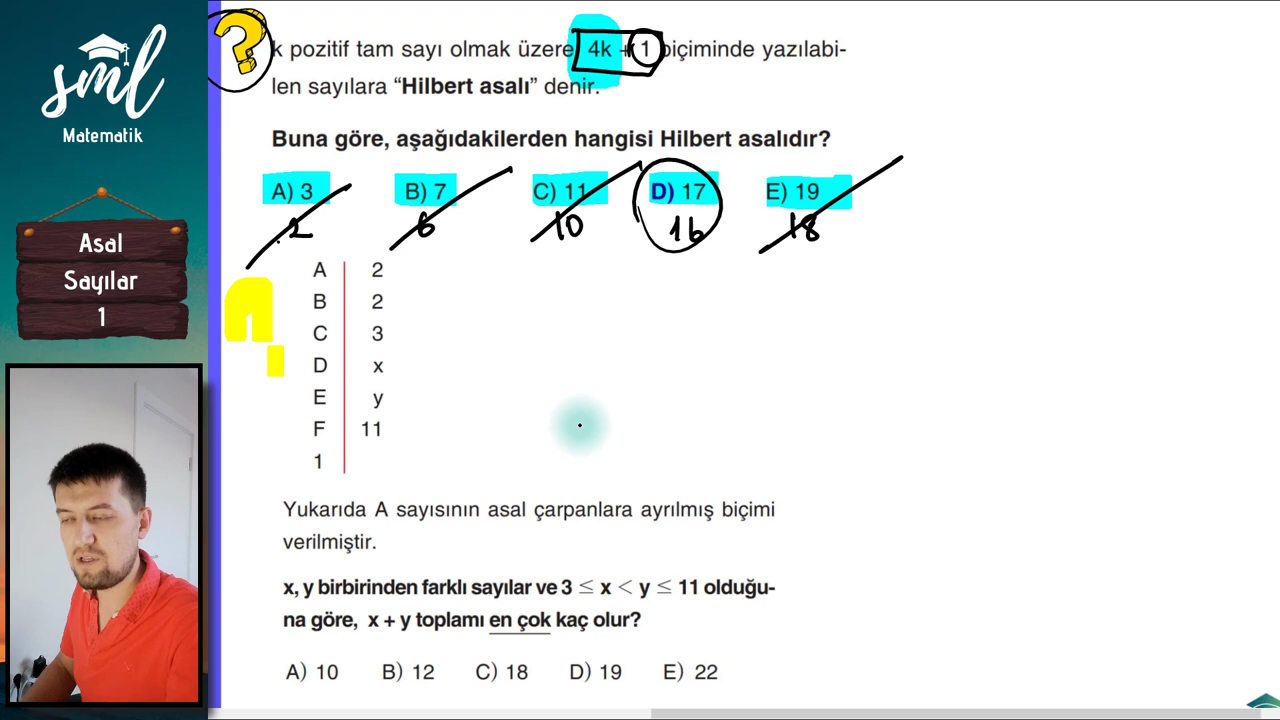 sml
Matematik
Asal
Sayılar
1
?
k pozitif tam sayı olmak üzere 4k + 1 biçiminde yazılabi-
len sayılara “Hilbert asalı” denir.
Buna göre, aşağıdakilerden hangisi Hilbert asalıdır?
A) 3 B) 7 C) 11 D) 17 E) 19
2 6 10 16 18
A 2
B 2
C 3
D x
E y
F 11
1
Yukarıda A sayısının asal çarpanlara ayrılmış biçimi
verilmiştir.
x, y birbirinden farklı sayılar ve 3 ≤ x < y ≤ 11 olduğu-
na göre, x + y toplamı en çok kaç olur?
A) 10 B) 12 C) 18 D) 19 E) 22